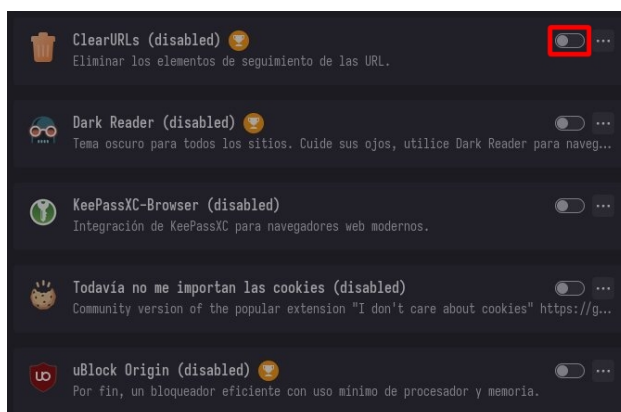 ClearURLs (disabled)
Eliminar los elementos de seguimiento de las URL.
Dark Reader (disabled)
Tema oscuro para todos los sitios. Cuide sus ojos, utilice Dark Reader para naveg...
KeePassXC-Browser (disabled)
Integración de KeePassXC para navegadores web modernos.
Todavía no me importan las cookies (disabled)
Community version of the popular extension "I don't care about cookies" https://g...
uBlock Origin (disabled)
Por fin, un bloqueador eficiente con uso mínimo de procesador y memoria.